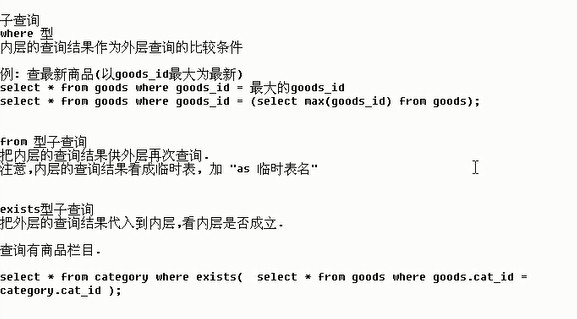 子查询
where 型
内层的查询结果作为外层查询的比较条件
例: 查最新商品(以goods_id最大为最新)
select * from goods where goods_id = 最大的goods_id
select * from goods where goods_id = (select max(goods_id) from goods);
from 型子查询
把内层的查询结果供外层再次查询.
注意,内层的查询结果看成临时表, 加 "as 临时表名"
exists型子查询
把外层的查询结果代入到内层,看内层是否成立.
查询有商品栏目.
select * from category where exists( select * from goods where goods.cat_id =
category.cat_id );